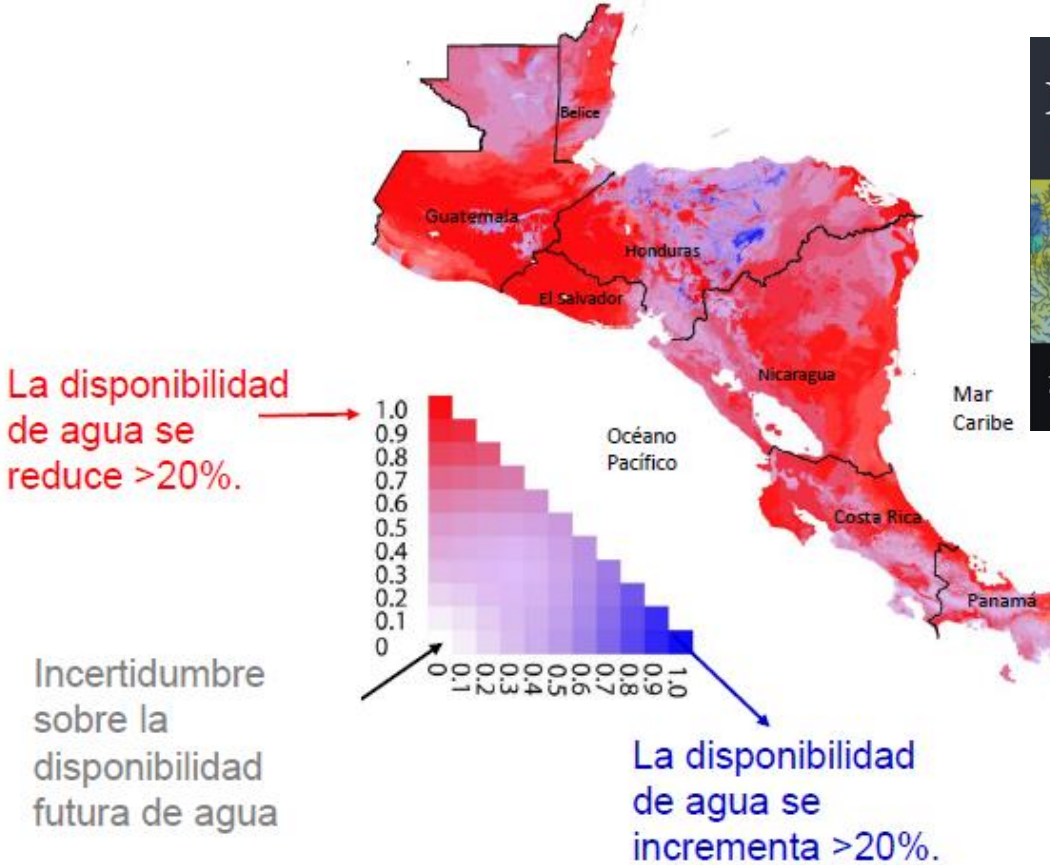 Belice
Guatemala
Honduras
El Salvador
Nicaragua
Mar
Caribe
Océano
Pacífico
Costa Rica
Panamá
La disponibilidad
de agua se
reduce >20%.
1.0
0.9
0.8
0.7
0.6
0.5
0.4
0.3
0.2
0.1
0
0 0.1 0.2 0.3 0.4 0.5 0.6 0.7 0.8 0.9 1.0
Incertidumbre
sobre la
disponibilidad
futura de agua
La disponibilidad
de agua se
incrementa >20%.